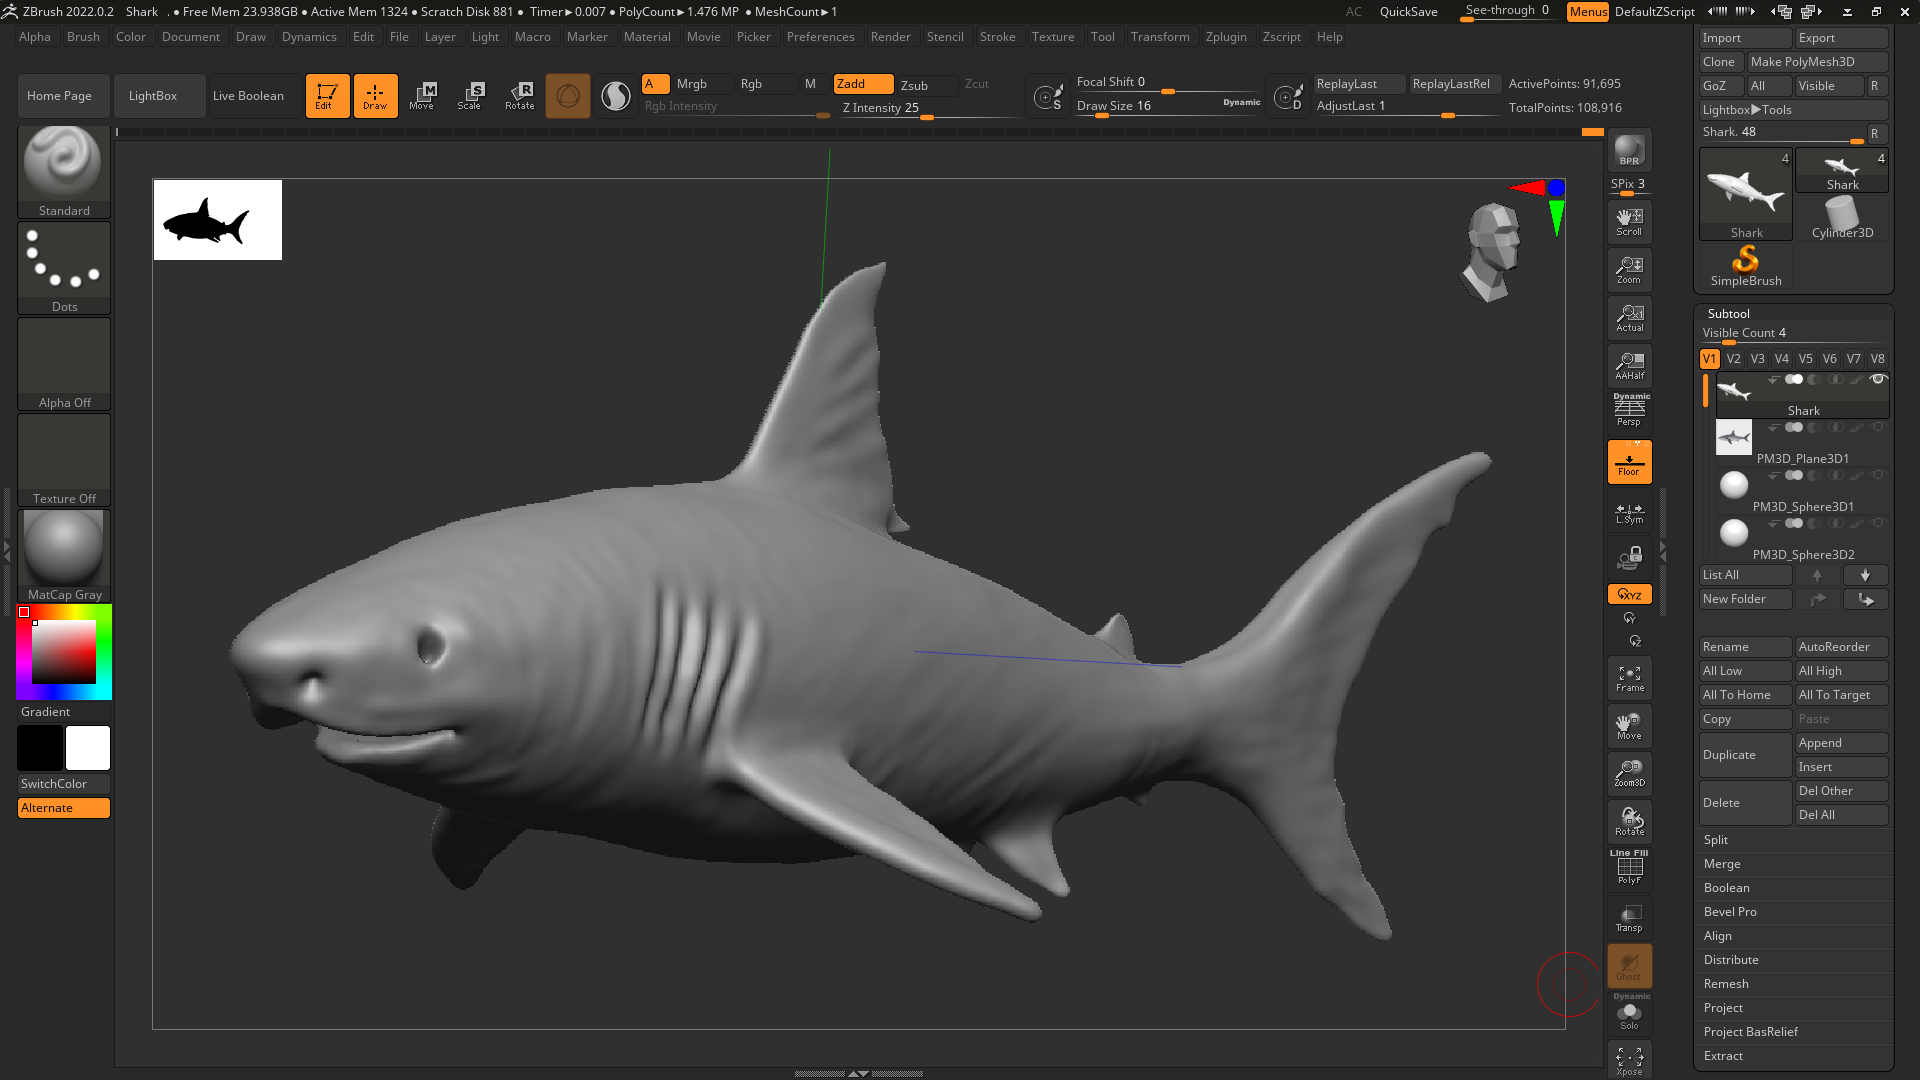 ZBrush 2022.0.2 Shark . ● Free Mem 23.938GB ● Active Mem 1324 ● Scratch Disk 881 ● Timer▶0.007 ● PolyCount▶1.476 MP ● MeshCount▶1 AC QuickSave See-through 0 Menus DefaultZScript
Alpha Brush Color Document Draw Dynamics Edit File Layer Light Macro Marker Material Movie Picker Preferences Render Stencil Stroke Texture Tool Transform Zplugin Zscript Help
Home Page LightBox Live Boolean Edit Draw Move Scale Rotate
A Mrgb Rgb M Zadd Zsub Zcut
Rgb Intensity Z Intensity 25
S Focal Shift 0
Draw Size 16 Dynamic
D ReplayLast ReplayLastRel ActivePoints: 91,695
AdjustLast 1 TotalPoints: 108,916
Standard
Dots
Alpha Off
Texture Off
MatCap Gray
Gradient
SwitchColor
Alternate
BPR
SPix 3
Scroll
Zoom
Actual
AAHalf
Dynamic
Persp
Floor
L.Sym
XYZ
Y
Z
Frame
Move
Zoom3D
Rotate
Line Fill
PolyF
Transp
Ghost
Dynamic
Solo
Xpose
Import Export
Clone Make PolyMesh3D
GoZ All Visible R
Lightbox▶Tools
Shark. 48 R
4 4
Shark
Shark Cylinder3D
SimpleBrush
Subtool
Visible Count 4
V1 V2 V3 V4 V5 V6 V7 V8
Shark
PM3D_Plane3D1
PM3D_Sphere3D1
PM3D_Sphere3D2
List All
New Folder
Rename AutoReorder
All Low All High
All To Home All To Target
Copy Paste
Duplicate Append
Insert
Delete Del Other
Del All
Split
Merge
Boolean
Bevel Pro
Align
Distribute
Remesh
Project
Project BasRelief
Extract